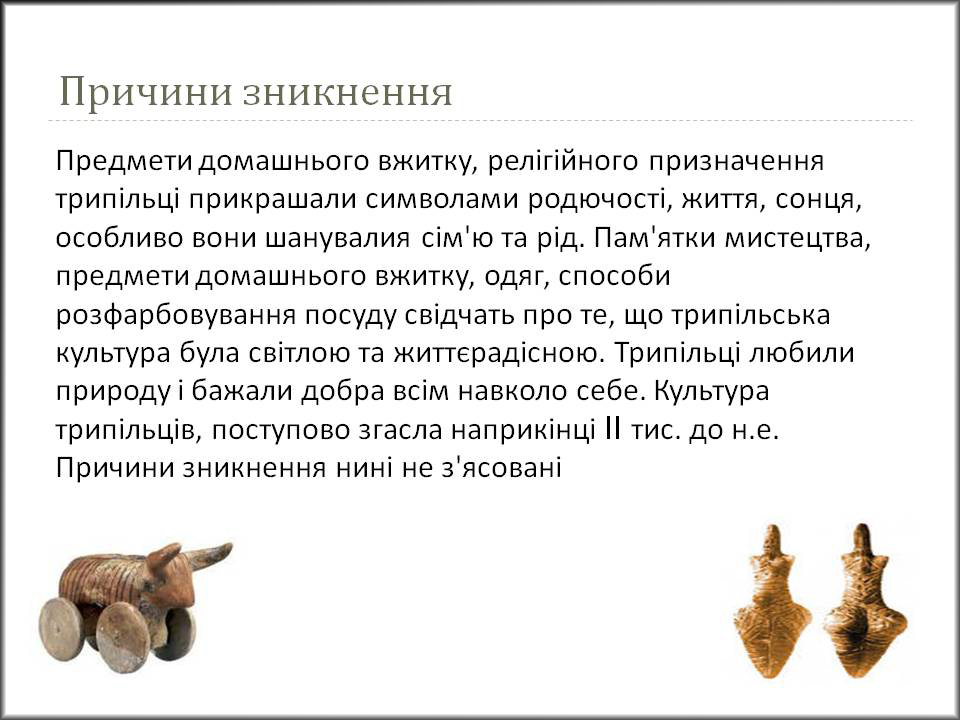 Причини зникнення
Предмети домашнього вжитку, релігійного призначення
трипільці прикрашали символами родючості, життя, сонця,
особливо вони шанувалия сім'ю та рід. Пам'ятки мистецтва,
предмети домашнього вжитку, одяг, способи
розфарбовування посуду свідчать про те, що трипільська
культура була світлою та життєрадісною. Трипільці любили
природу і бажали добра всім навколо себе. Культура
трипільців, поступово згасла наприкінці II тис. до н.е.
Причини зникнення нині не з'ясовані